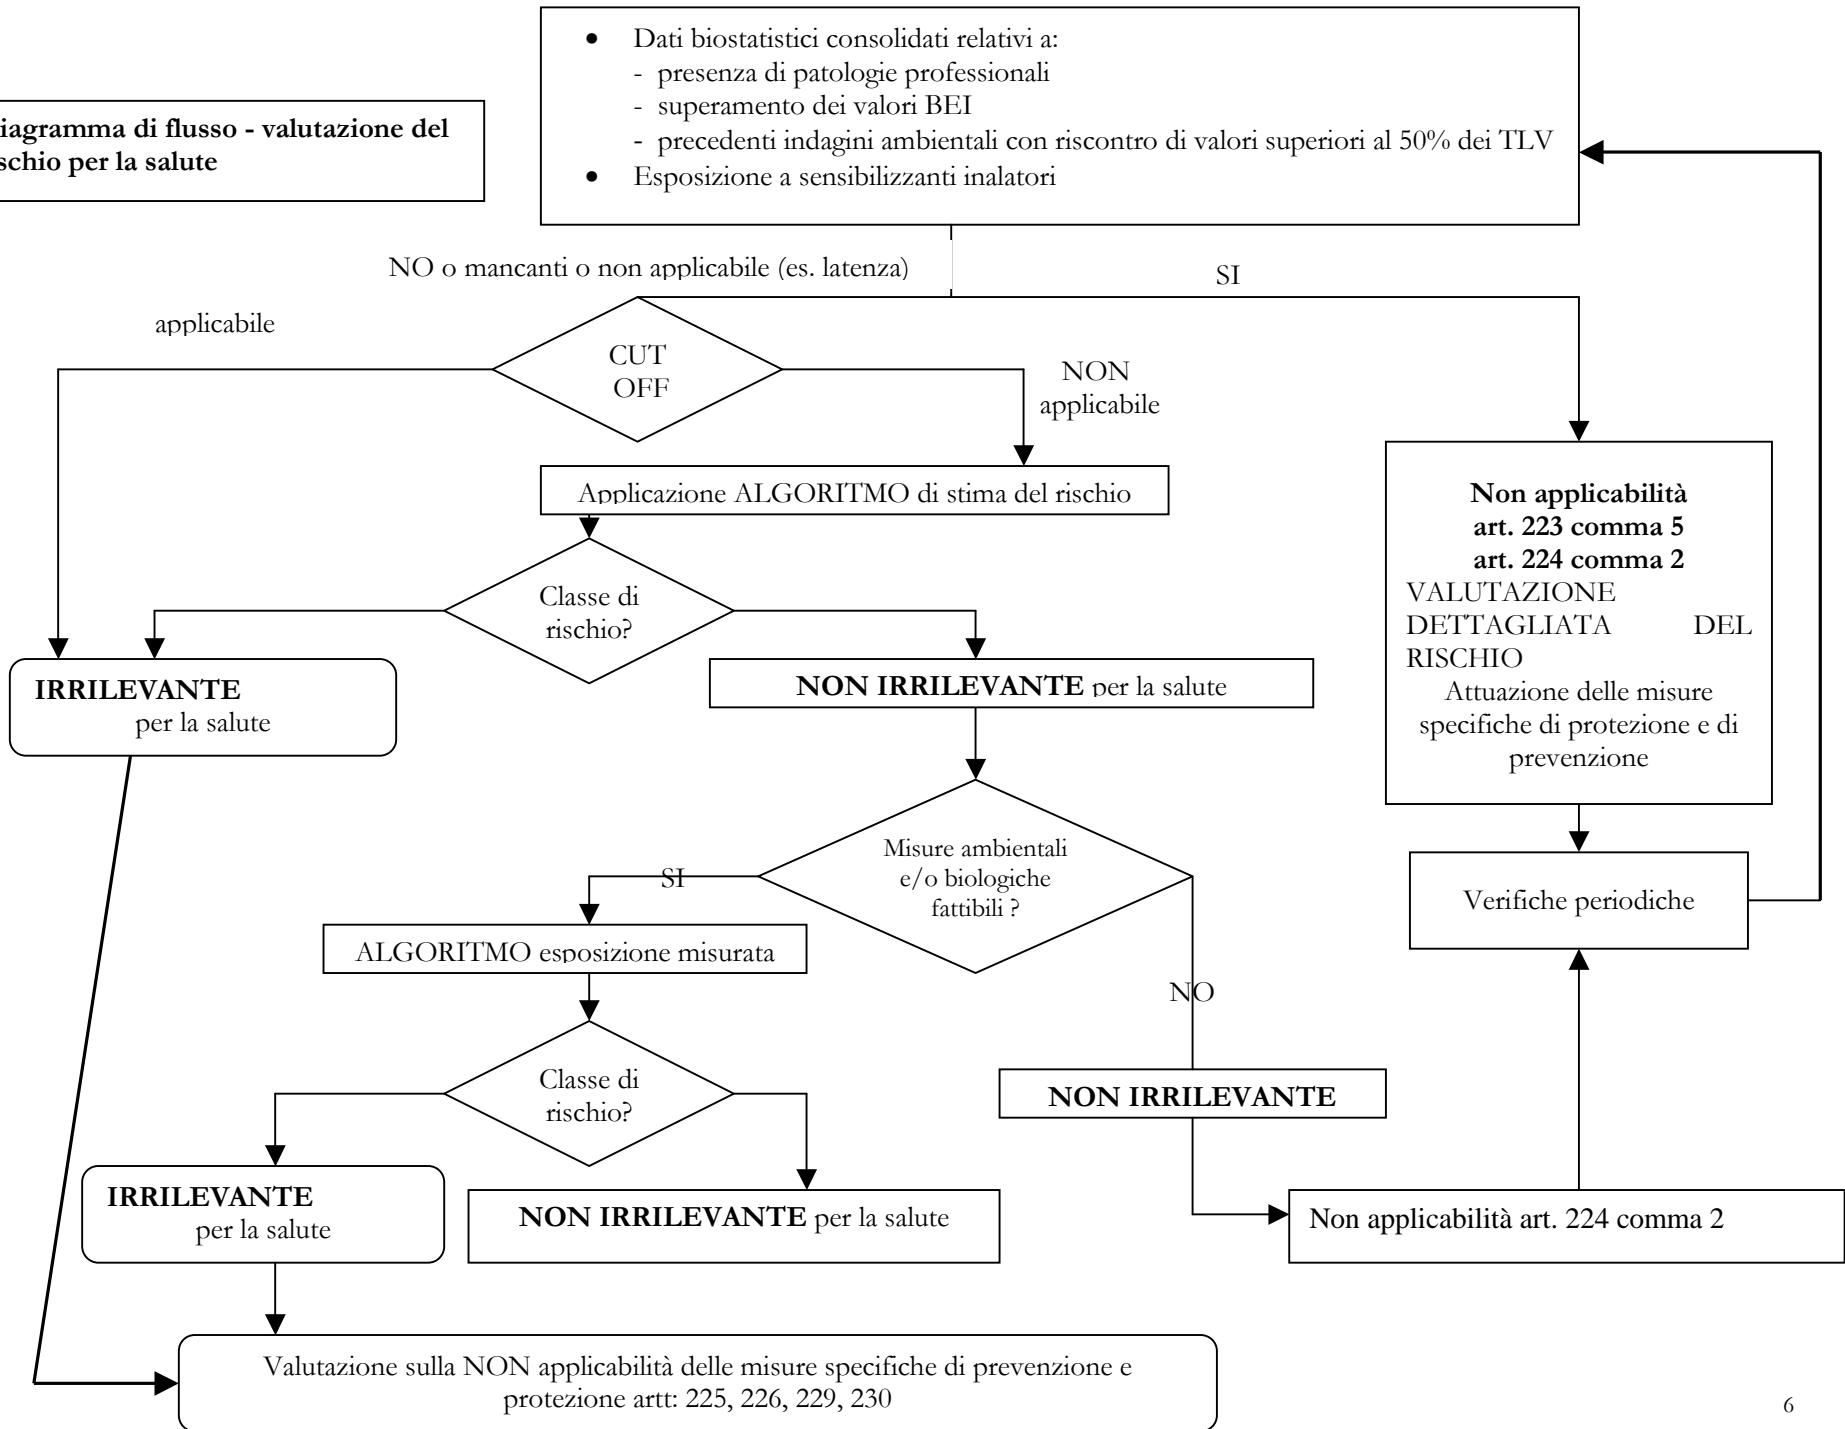 iagramma di flusso - valutazione del
schio per la salute
• Dati biostatistici consolidati relativi a:
- presenza di patologie professionali
- superamento dei valori BEI
- precedenti indagini ambientali con riscontro di valori superiori al 50% dei TLV
• Esposizione a sensibilizzanti inalatori
NO o mancanti o non applicabile (es. latenza)
SI
applicabile
CUT
OFF
NON
applicabile
Applicazione ALGORITMO di stima del rischio
Non applicabilità
art. 223 comma 5
art. 224 comma 2
VALUTAZIONE
DETTAGLIATA DEL
RISCHIO
Attuazione delle misure
specifiche di protezione e di
prevenzione
Classe di
rischio?
IRRILEVANTE
per la salute
NON IRRILEVANTE per la salute
Misure ambientali
e/o biologiche
fattibili ?
SI
Verifiche periodiche
ALGORITMO esposizione misurata
NO
Classe di
rischio?
NON IRRILEVANTE
IRRILEVANTE
per la salute
NON IRRILEVANTE per la salute
Non applicabilità art. 224 comma 2
Valutazione sulla NON applicabilità delle misure specifiche di prevenzione e
protezione artt: 225, 226, 229, 230
6